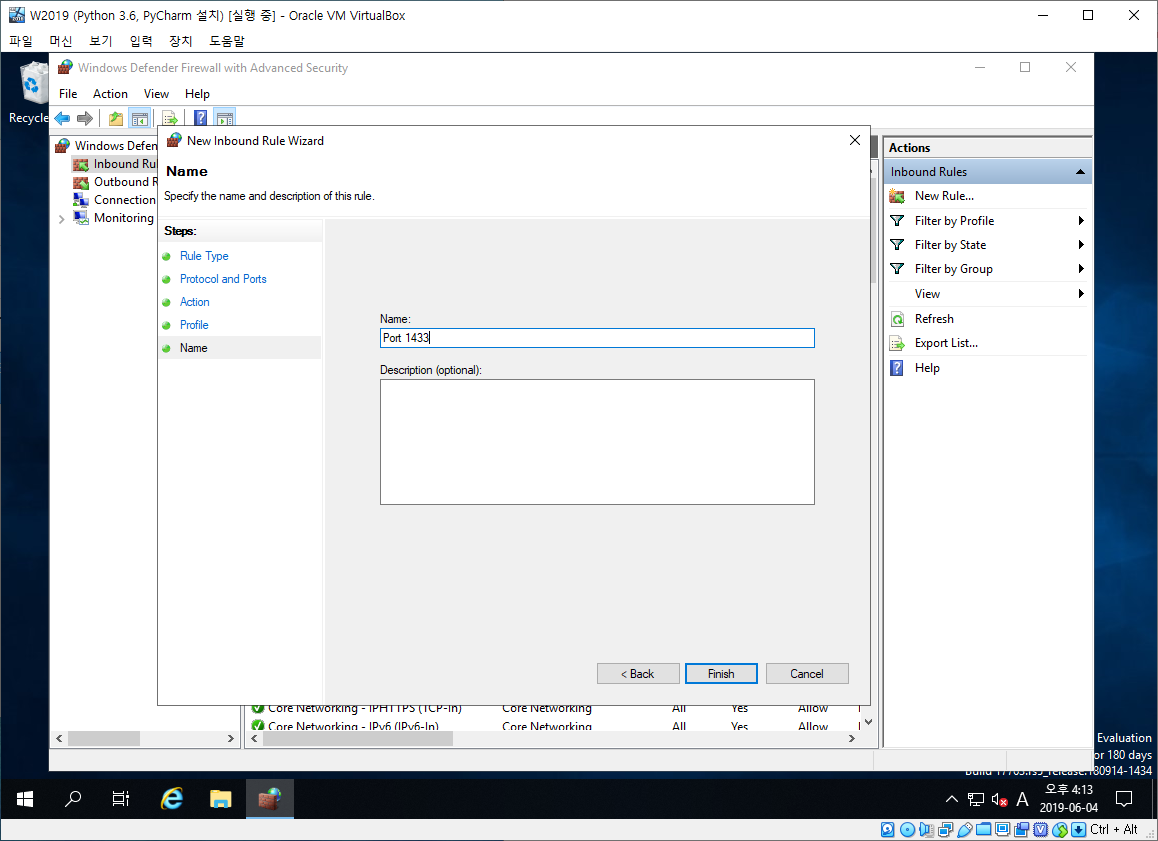 W2019 (Python 3.6, PyCharm 설치) [실행 중] - Oracle VM VirtualBox
파일 머신 보기 입력 장치 도움말
Recycle
Windows Defender Firewall with Advanced Security
File Action View Help
Windows Defen
Inbound Ru
Outbound R
Connection
Monitoring
New Inbound Rule Wizard
Name
Specify the name and description of this rule.
Steps:
Rule Type
Protocol and Ports
Action
Profile
Name
Name:
Port 1433
Description (optional):
< Back Finish Cancel
Core Networking - IPHTTPS (TCP-In) Core Networking All Yes Allow
Core Networking - IPv6 (IPv6-In) Core Networking All Yes Allow
Actions
Inbound Rules
New Rule...
Filter by Profile
Filter by State
Filter by Group
View
Refresh
Export List...
Help
Evaluation
or 180 days
Build 17763.rs5_release.180914-1434
A
오후 4:13
2019-06-04
Ctrl + Alt